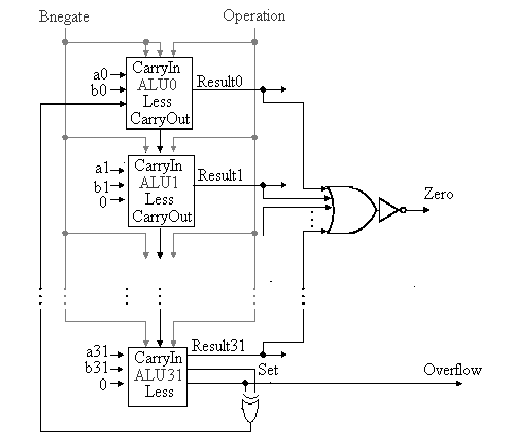 Bnegate Operation
a0 CarryIn
b0 ALU0 Result0
Less
CarryOut
a1 CarryIn
b1 ALU1 Result1
0 Less
CarryOut
Zero
a31 CarryIn Result31
b31 ALU31 Set
0 Less
Overflow